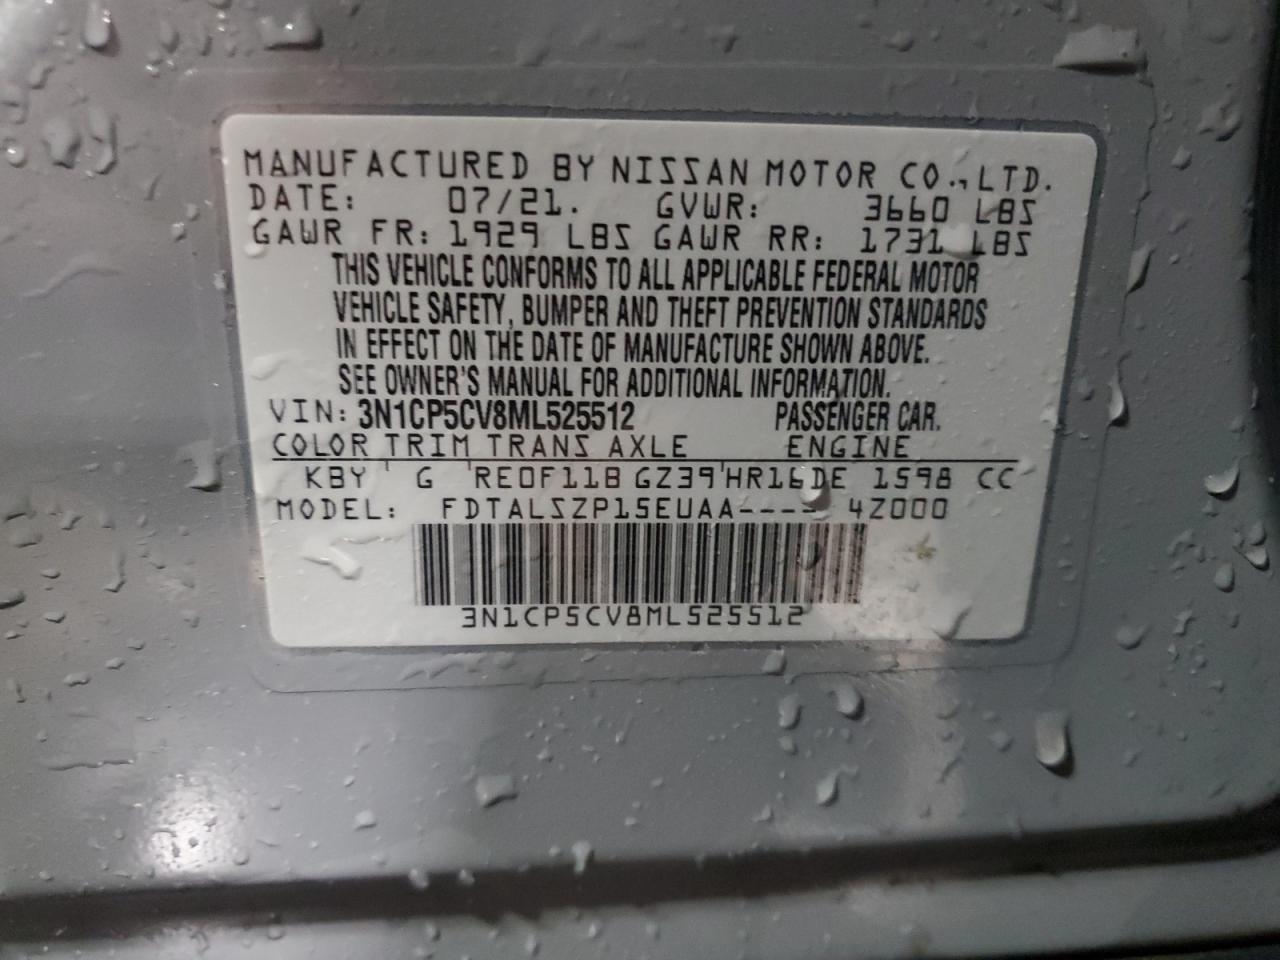 MANUFACTURED BY NISSAN MOTOR CO., LTD.
DATE: 07/21. GVWR: 3660 LBS
GAWR FR: 1929 LBS GAWR RR: 1731 LBS
THIS VEHICLE CONFORMS TO ALL APPLICABLE FEDERAL MOTOR
VEHICLE SAFETY, BUMPER AND THEFT PREVENTION STANDARDS
IN EFFECT ON THE DATE OF MANUFACTURE SHOWN ABOVE.
SEE OWNER'S MANUAL FOR ADDITIONAL INFORMATION.
VIN: 3N1CP5CV8ML525512 PASSENGER CAR.
COLOR TRIM TRANS AXLE ENGINE
KBY G RE0F11B GZ39 HR16DE 1598 CC
MODEL: FDTALSZP15EUAA---- 4Z000
3N1CP5CV8ML525512